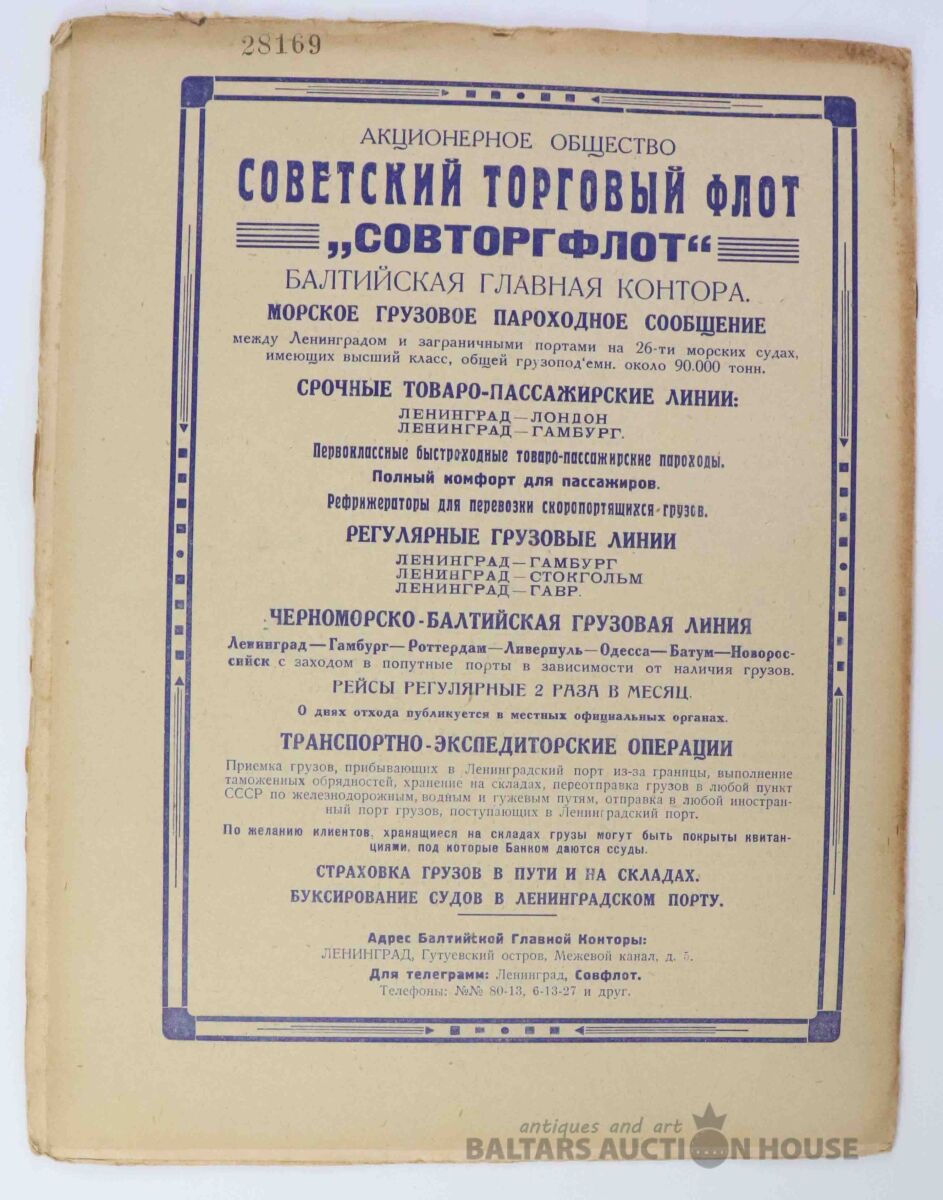 28169
АКЦИОНЕРНОЕ ОБЩЕСТВО
СОВЕТСКИЙ ТОРГОВЫЙ ФЛОТ
„СОВТОРГФЛОТ“
БАЛТИЙСКАЯ ГЛАВНАЯ КОНТОРА.
МОРСКОЕ ГРУЗОВОЕ ПАРОХОДНОЕ СООБЩЕНИЕ
между Ленинградом и заграничными портами на 26-ти морских судах,
имеющих высший класс, общей грузопод'емн. около 90.000 тонн.
СРОЧНЫЕ ТОВАРО-ПАССАЖИРСКИЕ ЛИНИИ:
ЛЕНИНГРАД—ЛОНДОН
ЛЕНИНГРАД—ГАМБУРГ.
Первоклассные быстроходные товаро-пассажирские пароходы.
Полный комфорт для пассажиров.
Рефрижераторы для перевозки скоропортящихся грузов.
РЕГУЛЯРНЫЕ ГРУЗОВЫЕ ЛИНИИ
ЛЕНИНГРАД—ГАМБУРГ
ЛЕНИНГРАД—СТОКГОЛЬМ
ЛЕНИНГРАД—ГАВР.
ЧЕРНОМОРСКО-БАЛТИЙСКАЯ ГРУЗОВАЯ ЛИНИЯ
Ленинград—Гамбург—Роттердам—Ливерпуль—Одесса—Батум—Новорос-
сийск с заходом в попутные порты в зависимости от наличия грузов.
РЕЙСЫ РЕГУЛЯРНЫЕ 2 РАЗА В МЕСЯЦ.
О днях отхода публикуется в местных официальных органах.
ТРАНСПОРТНО-ЭКСПЕДИТОРСКИЕ ОПЕРАЦИИ
Приемка грузов, прибывающих в Ленинградский порт из-за границы, выполнение
таможенных обрядностей, хранение на складах, переотправка грузов в любой пункт
СССР по железнодорожным, водным и гужевым путям, отправка в любой иностран-
ный порт грузов, поступающих в Ленинградский порт.
По желанию клиентов, хранящиеся на складах грузы могут быть покрыты квитан-
циями, под которые Банком даются ссуды.
СТРАХОВКА ГРУЗОВ В ПУТИ И НА СКЛАДАХ.
БУКСИРОВАНИЕ СУДОВ В ЛЕНИНГРАДСКОМ ПОРТУ.
Адрес Балтийской Главной Конторы:
ЛЕНИНГРАД, Гутуевский остров, Межевой канал, д. 5.
Для телеграмм: Ленинград, Совфлот.
Телефоны: №№ 80-13, 6-13-27 и друг.
antiques and art
BALTARS AUCTION HOUSE